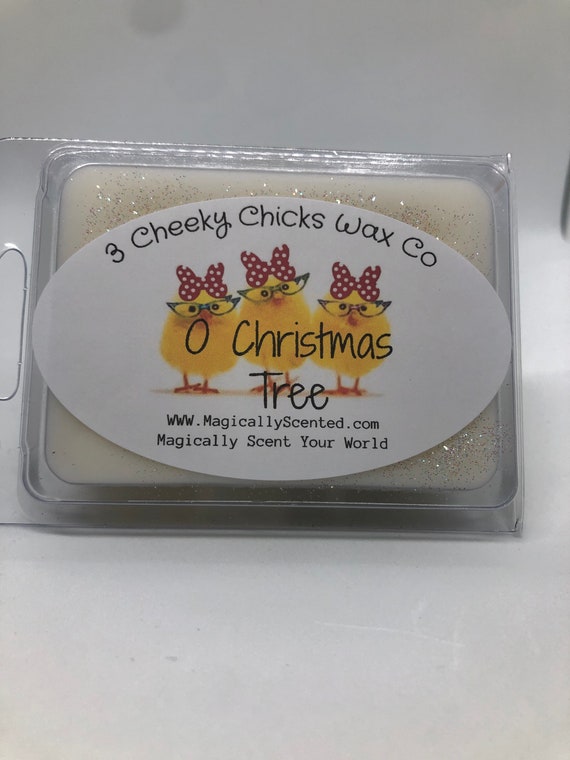 3 Cheeky Chicks Wax Co
O Christmas
Tree
WWW.MagicallyScented.com
Magically Scent Your World